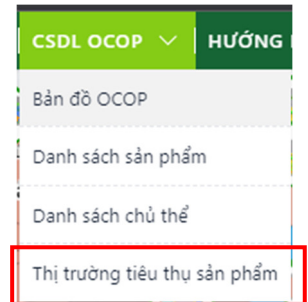 CSDL OCOP
HƯỚNG
Bản đồ OCOP
Danh sách sản phẩm
Danh sách chủ thể
Thị trường tiêu thụ sản phẩm